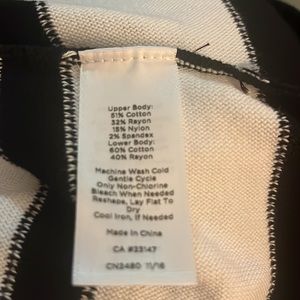 Upper Body:
51% Cotton
32% Rayon
15% Nylon
2% Spandex
Lower Body:
60% Cotton
40% Rayon
Machine Wash Cold
Gentle Cycle
Only Non-Chlorine
Bleach When Needed
Reshape, Lay Flat To
Dry
Cool Iron, If Needed
Made In China
CA #23147
CN2480 11/16